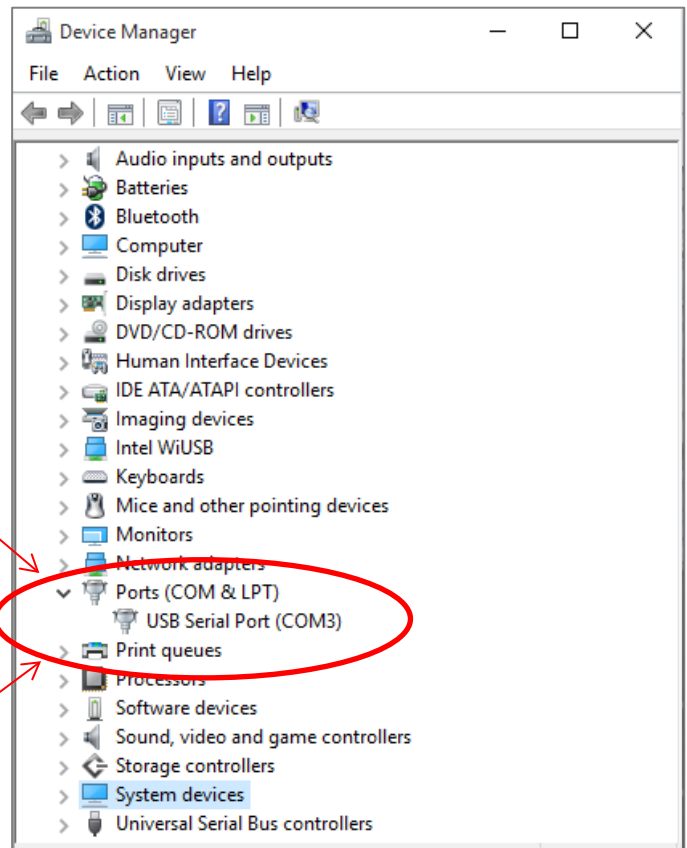 Device Manager
File Action View Help
?
Audio inputs and outputs
Batteries
Bluetooth
Computer
Disk drives
Display adapters
DVD/CD-ROM drives
Human Interface Devices
IDE ATA/ATAPI controllers
Imaging devices
Intel WiUSB
Keyboards
Mice and other pointing devices
Monitors
Network adapters
Ports (COM & LPT)
USB Serial Port (COM3)
Print queues
Processors
Software devices
Sound, video and game controllers
Storage controllers
System devices
Universal Serial Bus controllers